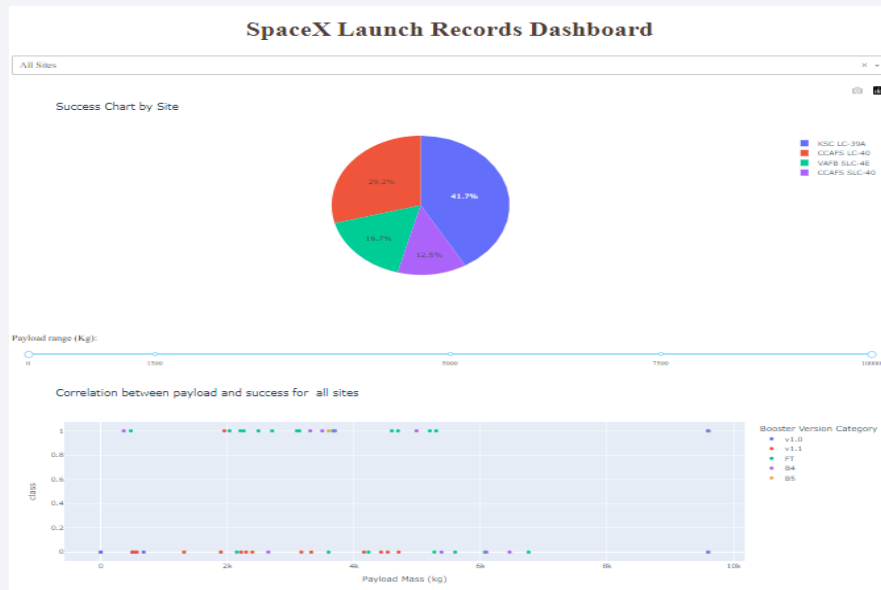 SpaceX Launch Records Dashboard
All Sites
Success Chart by Site
KSC LC-39A
CCAFS LC-40
VAFB SLC-4E
CCAFS SLC-40
29.2%
41.7%
16.7%
12.5%
Payload range (Kg):
0 1500 5000 7500 10000
Correlation between payload and success for all sites
Booster Version Category
v1.0
v1.1
FT
B4
B5
class
1
0.8
0.6
0.4
0.2
0
0 2k 4k 6k 8k 10k
Payload Mass (kg)